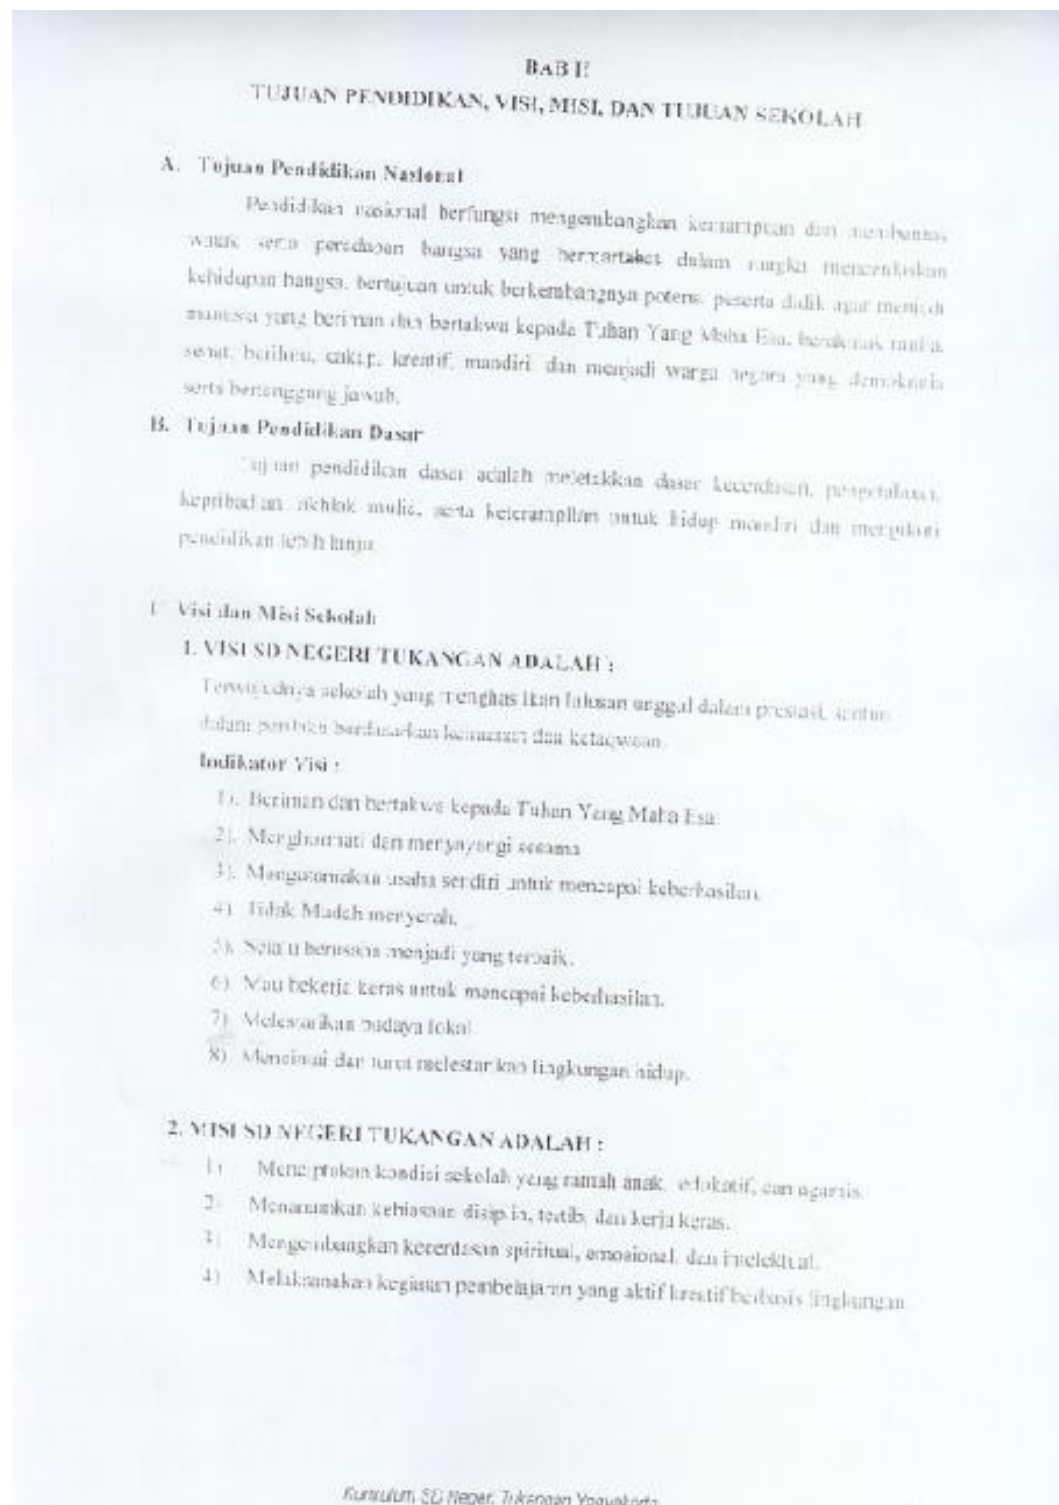 BAB II
TUJUAN PENDIDIKAN, VISI, MISI, DAN TUJUAN SEKOLAH
A. Tujuan Pendidikan Nasional
Pendidikan nasional berfungsi mengembangkan kemampuan dan membentuk
watak serta peradaban bangsa yang bermartabat dalam rangka mencerdaskan
kehidupan bangsa, bertujuan untuk berkembangnya potensi peserta didik agar menjadi
manusia yang beriman dan bertakwa kepada Tuhan Yang Maha Esa, berakhlak mulia,
sehat, berilmu, cakap, kreatif, mandiri, dan menjadi warga negara yang demokratis
serta bertanggung jawab.
B. Tujuan Pendidikan Dasar
Tujuan pendidikan dasar adalah meletakkan dasar kecerdasan, pengetahuan,
kepribadian, akhlak mulia, serta keterampilan untuk hidup mandiri dan mengikuti
pendidikan lebih lanjut
C Visi dan Misi Sekolah
1. VISI SD NEGERI TUKANGAN ADALAH :
Terwujudnya sekolah yang menghasilkan lulusan unggul dalam prestasi, santun
dalam perilaku berdasarkan keimanan dan ketaqwaan.
Indikator Visi :
1). Beriman dan bertakwa kepada Tuhan Yang Maha Esa
2). Menghormati dan menyayangi sesama
3). Mengutamakan usaha sendiri untuk mencapai keberhasilan.
4). Tidak Mudah menyerah.
5). Selalu berusaha menjadi yang terbaik.
6) Mau bekerja keras untuk mencapai keberhasilan.
7) Melestarikan budaya lokal
8) Mencintai dan turut melestarikan lingkungan hidup.
2. MISI SD NEGERI TUKANGAN ADALAH :
1) Menciptakan kondisi sekolah yang ramah anak, edukatif, dan agamis.
2) Menanamkan kebiasaan disiplin, tertib, dan kerja keras.
3) Mengembangkan kecerdasan spiritual, emosional, dan intelektual.
4) Melaksanakan kegiatan pembelajaran yang aktif kreatif berbasis lingkungan
Kurikulum SD Negeri Tukangan Yogyakarta